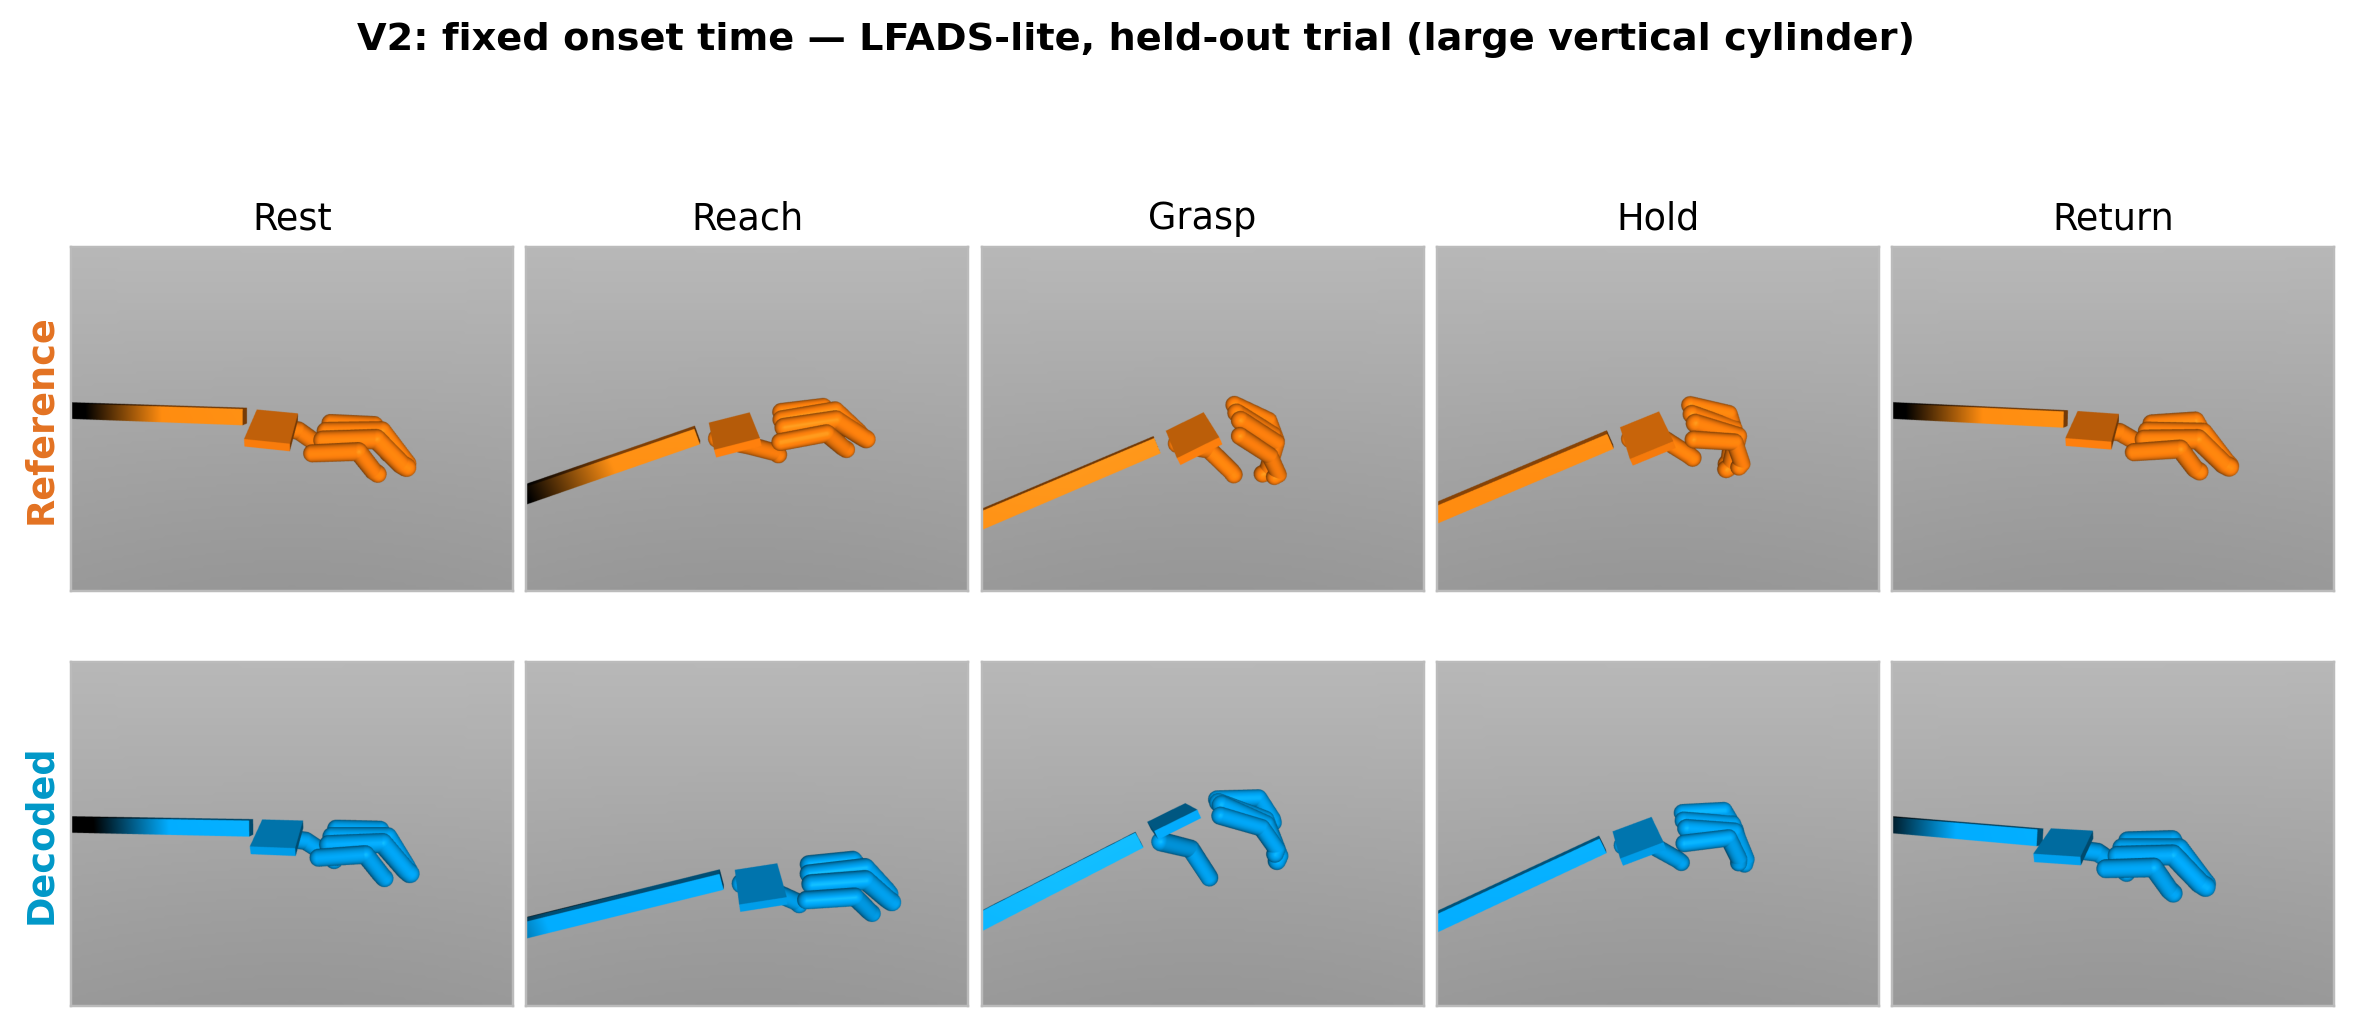 V2: fixed onset time — LFADS-lite, held-out trial (large vertical cylinder)
Rest
Reach
Grasp
Hold
Return
Reference
Decoded